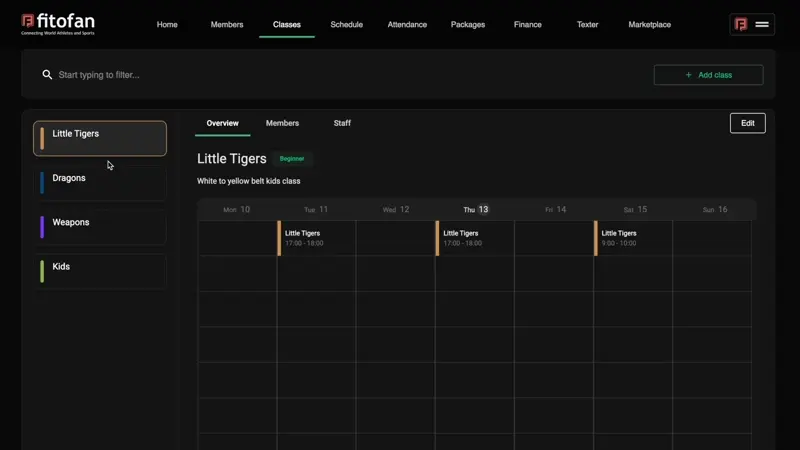 fitofan
Connecting World Athletes and Sports
Home Members Classes Schedule Attendance Packages Finance Texter Marketplace
Start typing to filter...
+ Add class
Little Tigers
Dragons
Weapons
Kids
Overview Members Staff
Edit
Little Tigers Beginner
White to yellow belt kids class
Mon 10 Tue 11 Wed 12 Thu 13 Fri 14 Sat 15 Sun 16
Little Tigers Little Tigers Little Tigers
17:00 - 18:00 17:00 - 18:00 9:00 - 10:00